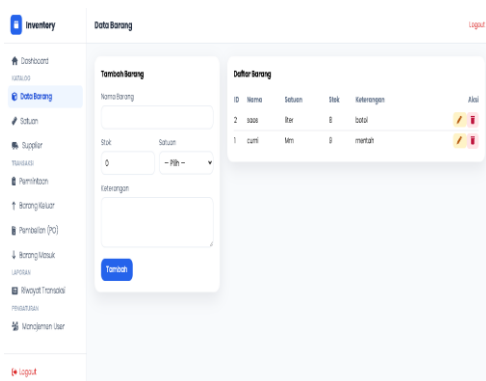 Inventory
Data Barang
Logout
Dashboard
KATALOG
Data Barang
Satuan
Supplier
TRANSAKSI
Permintaan
Barang Keluar
Pembelian (PO)
Barang Masuk
LAPORAN
Riwayat Transaksi
PENGATURAN
Manajemen User
Logout
Tambah Barang
Nama Barang
Stok Satuan
0 -- Pilih --
Keterangan
Tambah
Daftar Barang
ID Nama Satuan Stok Keterangan Aksi
2 saos liter 8 botol
1 cumi Mm 9 mentah